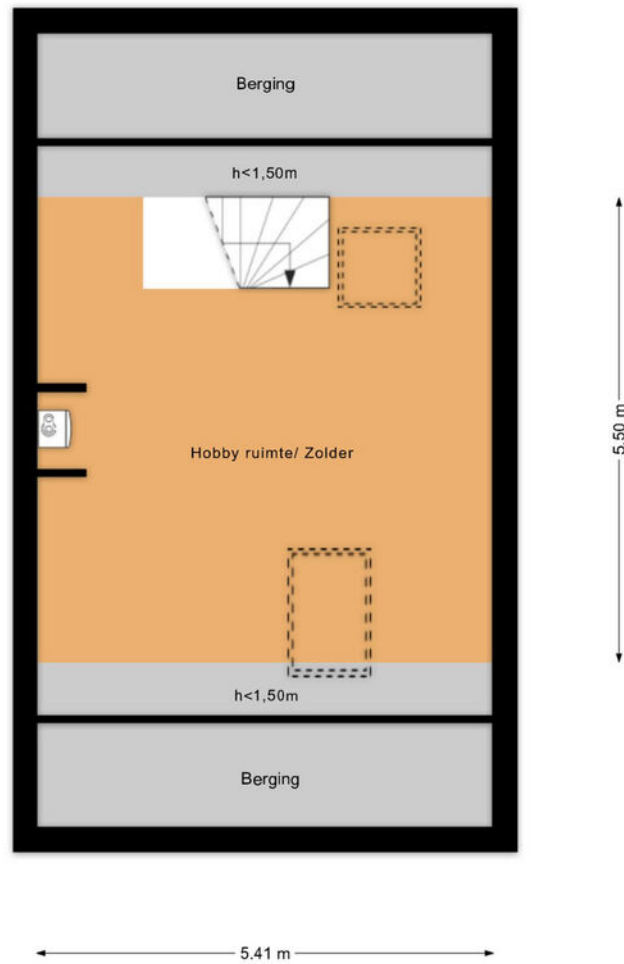 Berging
h<1,50m
5.50 m
Hobby ruimte/ Zolder
h<1,50m
Berging
5.41 m